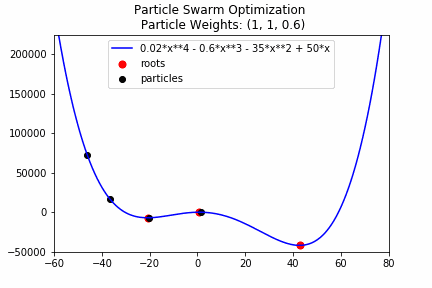 Particle Swarm Optimization
Particle Weights: (1, 1, 0.6)
0.02*x**4 - 0.6*x**3 - 35*x**2 + 50*x
roots
particles
200000
150000
100000
50000
0
−50000
−60
−40
−20
0
20
40
60
80